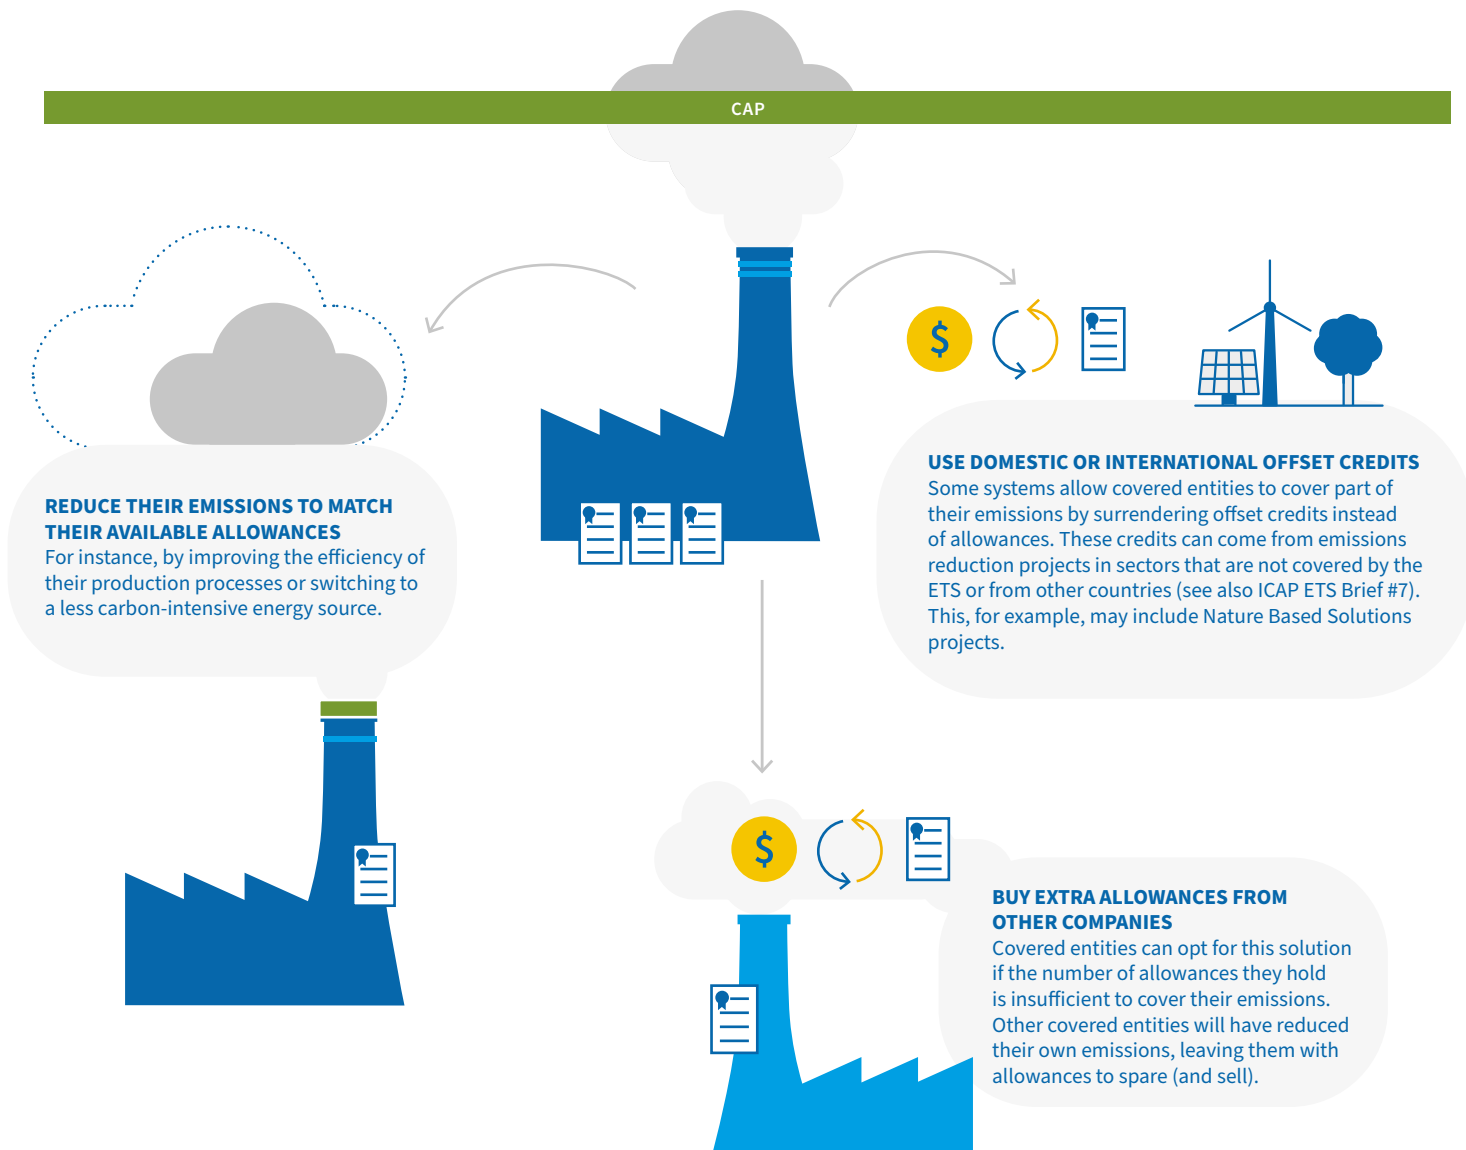 CAP
$
REDUCE THEIR EMISSIONS TO MATCH
THEIR AVAILABLE ALLOWANCES
For instance, by improving the efficiency of
their production processes or switching to
a less carbon-intensive energy source.
USE DOMESTIC OR INTERNATIONAL OFFSET CREDITS
Some systems allow covered entities to cover part of
their emissions by surrendering offset credits instead
of allowances. These credits can come from emissions
reduction projects in sectors that are not covered by the
ETS or from other countries (see also ICAP ETS Brief #7).
This, for example, may include Nature Based Solutions
projects.
$
BUY EXTRA ALLOWANCES FROM
OTHER COMPANIES
Covered entities can opt for this solution
if the number of allowances they hold
is insufficient to cover their emissions.
Other covered entities will have reduced
their own emissions, leaving them with
allowances to spare (and sell).